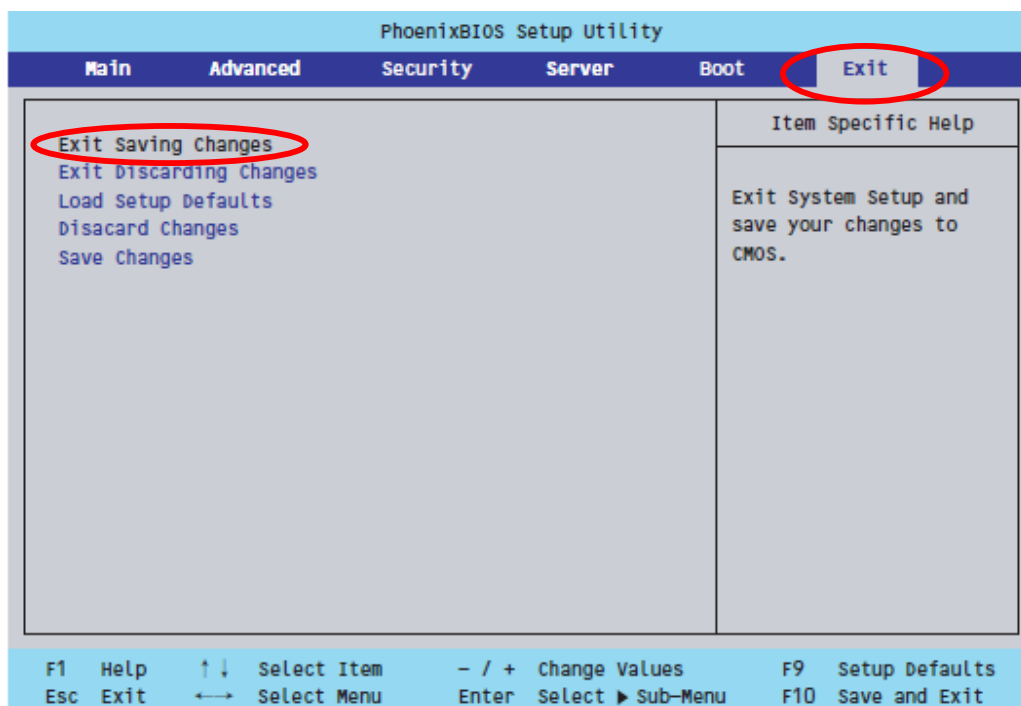 PhoenixBIOS Setup Utility
Main Advanced Security Server Boot Exit
Item Specific Help
Exit Saving Changes
Exit Discarding Changes
Load Setup Defaults
Disacard Changes
Save Changes
Exit System Setup and
save your changes to
CMOS.
F1 Help ↑↓ Select Item - / + Change Values F9 Setup Defaults
Esc Exit ←→ Select Menu Enter Select ▶ Sub-Menu F10 Save and Exit